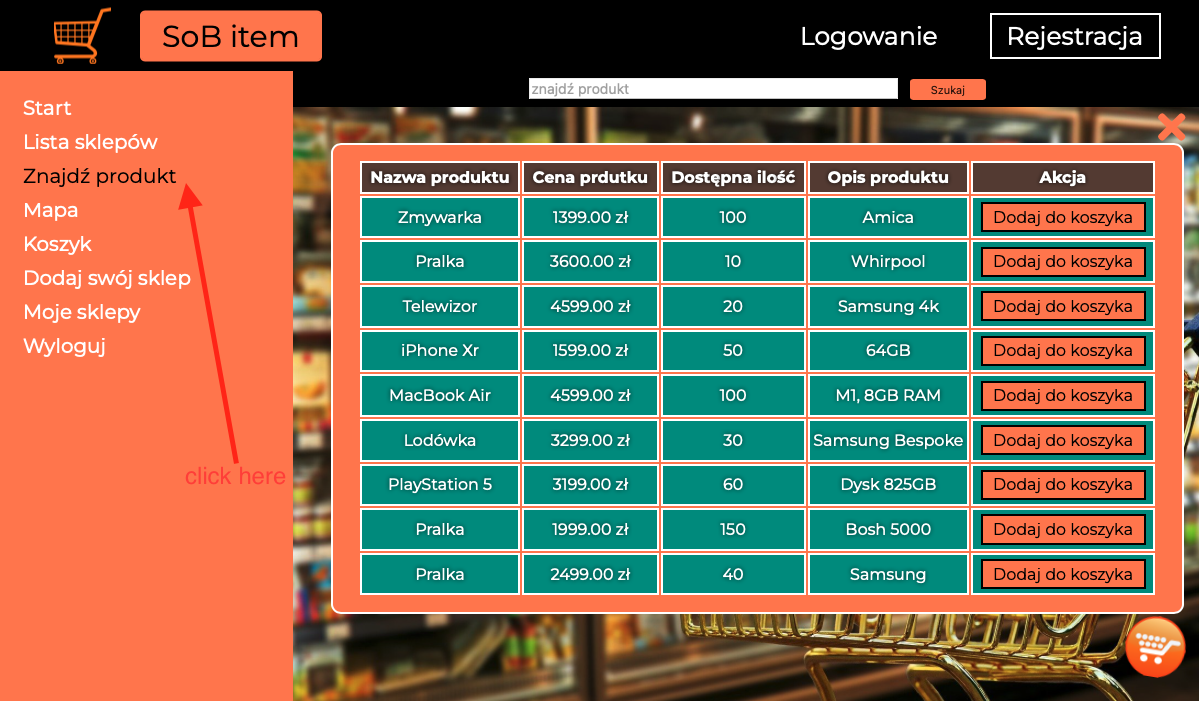 SoB item
Logowanie
Rejestracja
znajdź produkt
Szukaj
Start
Lista sklepów
Znajdź produkt
Mapa
Koszyk
Dodaj swój sklep
Moje sklepy
Wyloguj
click here
Nazwa produktu Cena prdutku Dostępna ilość Opis produktu Akcja
Zmywarka 1399.00 zł 100 Amica Dodaj do koszyka
Pralka 3600.00 zł 10 Whirpool Dodaj do koszyka
Telewizor 4599.00 zł 20 Samsung 4k Dodaj do koszyka
iPhone Xr 1599.00 zł 50 64GB Dodaj do koszyka
MacBook Air 4599.00 zł 100 M1, 8GB RAM Dodaj do koszyka
Lodówka 3299.00 zł 30 Samsung Bespoke Dodaj do koszyka
PlayStation 5 3199.00 zł 60 Dysk 825GB Dodaj do koszyka
Pralka 1999.00 zł 150 Bosh 5000 Dodaj do koszyka
Pralka 2499.00 zł 40 Samsung Dodaj do koszyka